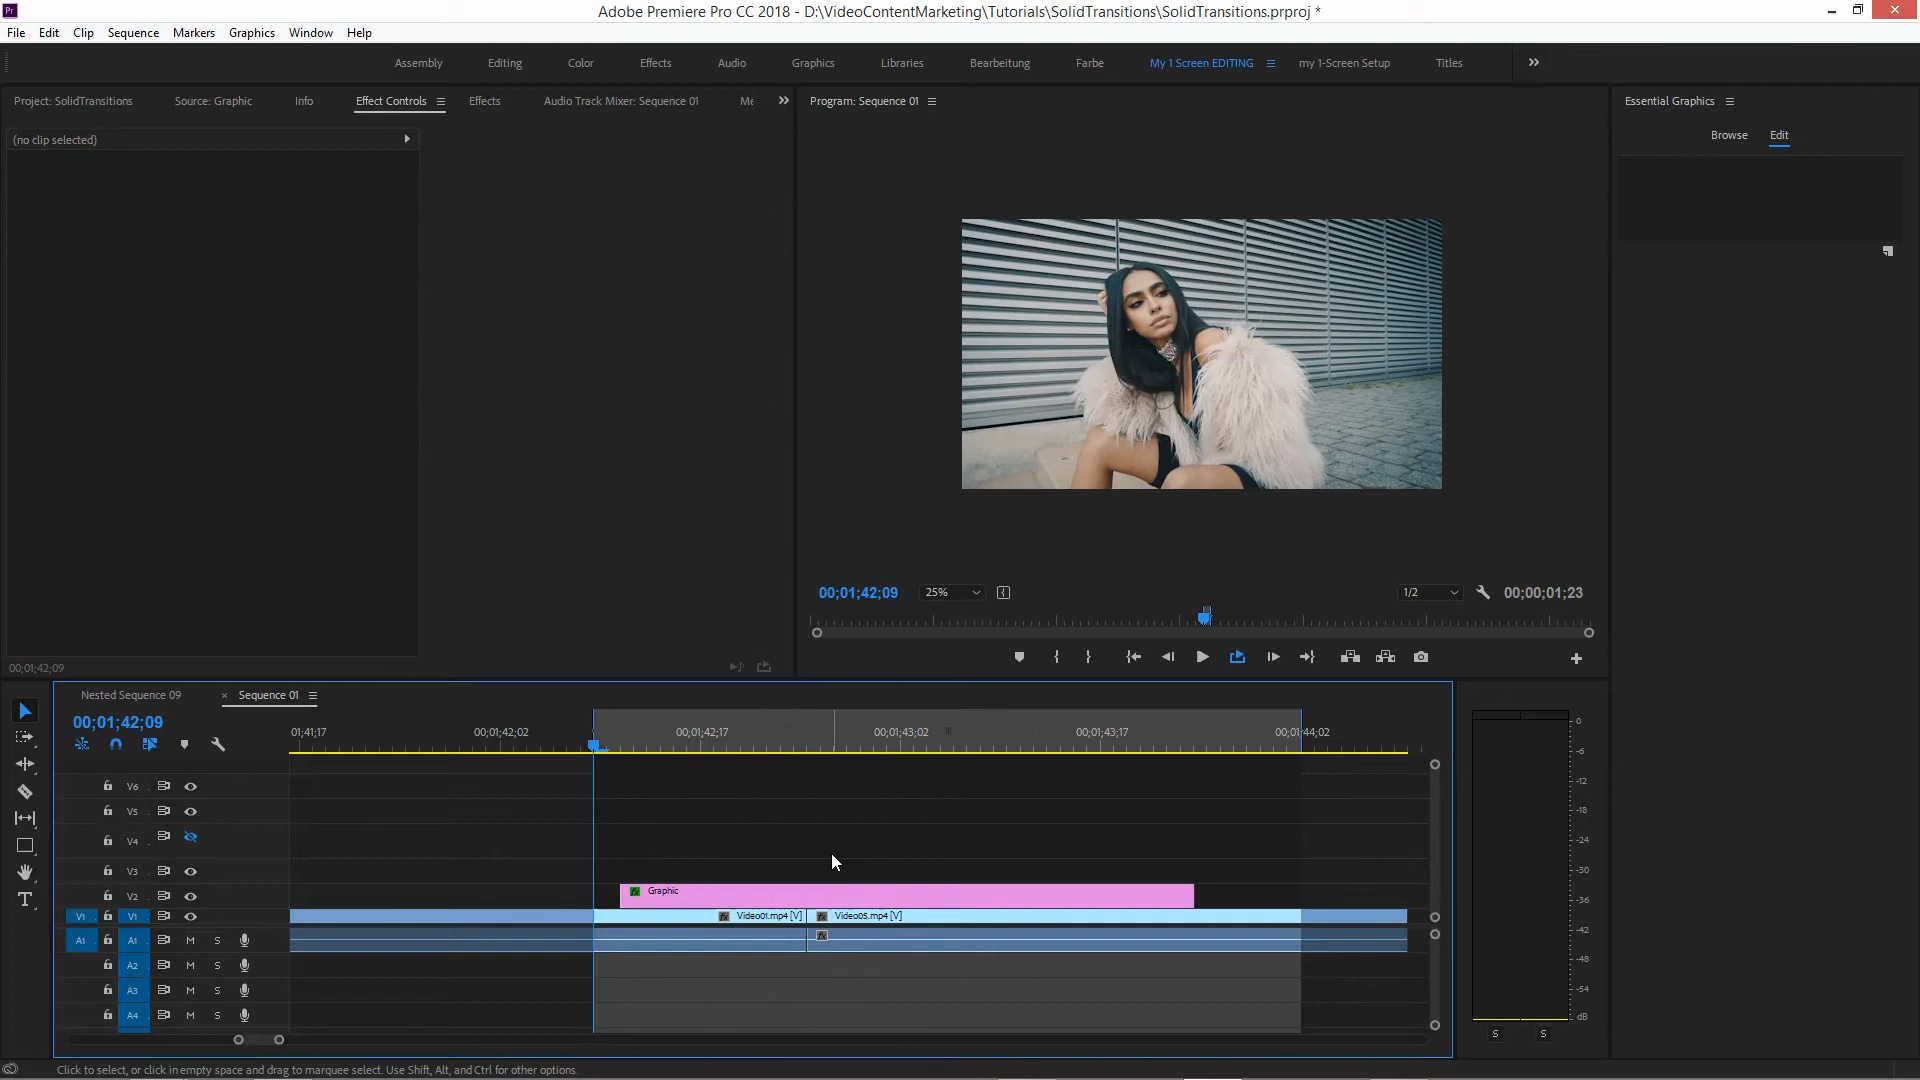 Adobe Premiere Pro CC 2018 - D:\VideoContentMarketing\Tutorials\SolidTransitions\SolidTransitions.prproj *
File Edit Clip Sequence Markers Graphics Window Help
Assembly Editing Color Effects Audio Graphics Libraries Bearbeitung Farbe My 1 Screen EDITING my 1-Screen Setup Titles
Project: SolidTransitions Source: Graphic Info Effect Controls Effects Audio Track Mixer: Sequence 01 Me
Program: Sequence 01
Essential Graphics
Browse Edit
(no clip selected)
00;01;42;09 25% 1/2 00;00;01;23
00;01;42;09
Nested Sequence 09 × Sequence 01
00;01;42;09
01;41;17 00;01;42;02 00;01;42;17 00;01;43;02 00;01;43;17 00;01;44;02
V6
V5
V4
V3
V2 Graphic
V1 V1 Video01.mp4 [V] Video05.mp4 [V]
A1 A1 M S
A2 M S
A3 M S
A4 M S
0
-6
-12
-18
-24
-30
-36
-42
-48
-54
dB
S S
Click to select, or click in empty space and drag to marquee select. Use Shift, Alt, and Ctrl for other options.